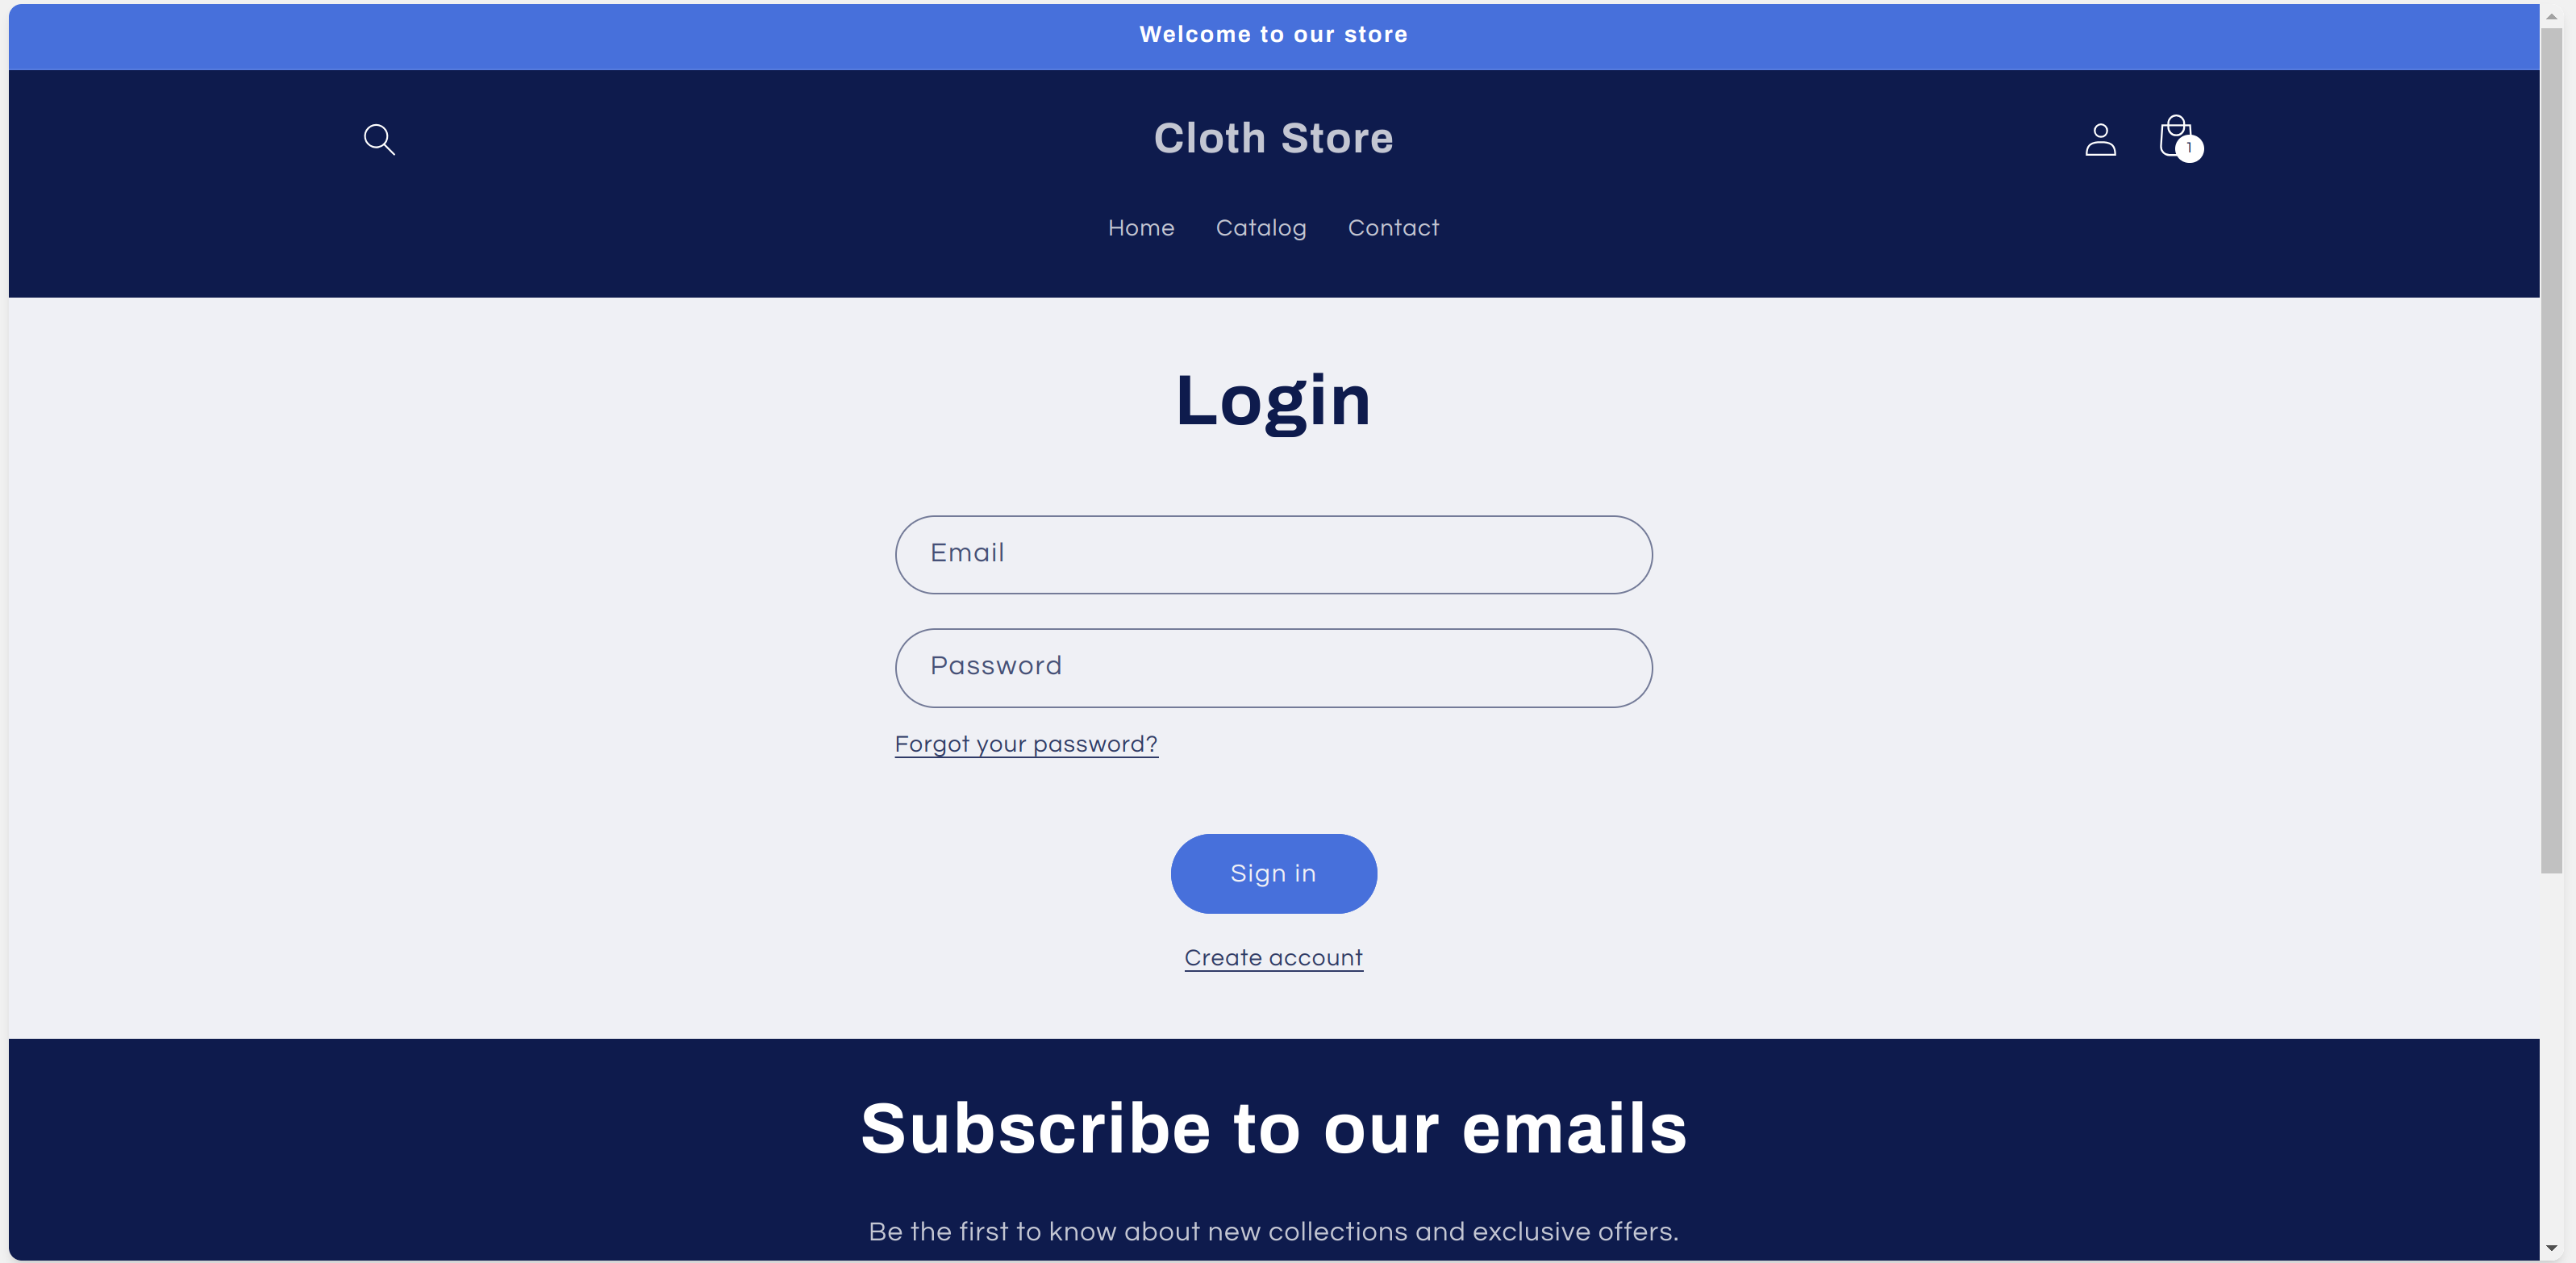 Welcome to our store
Cloth Store
1
Home Catalog Contact
Login
Email
Password
Forgot your password?
Sign in
Create account
Subscribe to our emails
Be the first to know about new collections and exclusive offers.